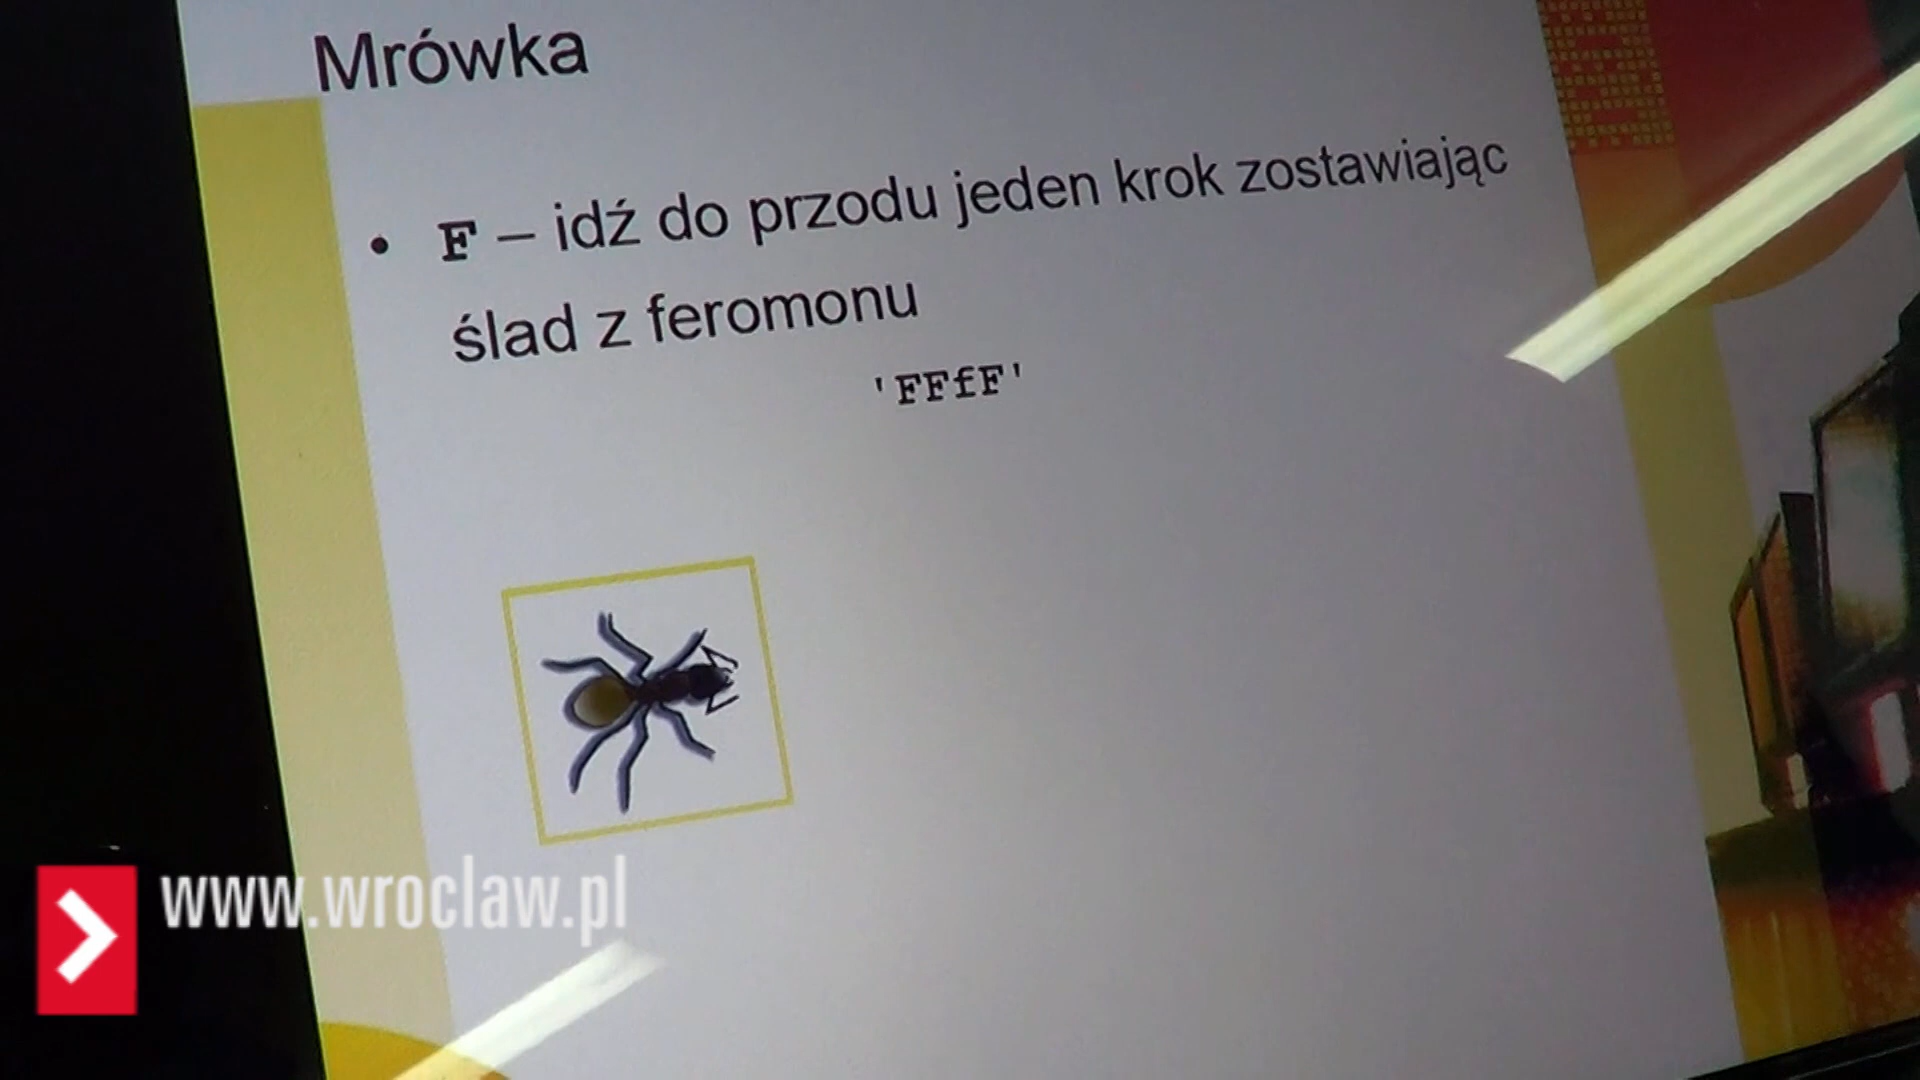 Mrówka
• F – idź do przodu jeden krok zostawiając
ślad z feromonu
'FFfF'
www.wroclaw.pl